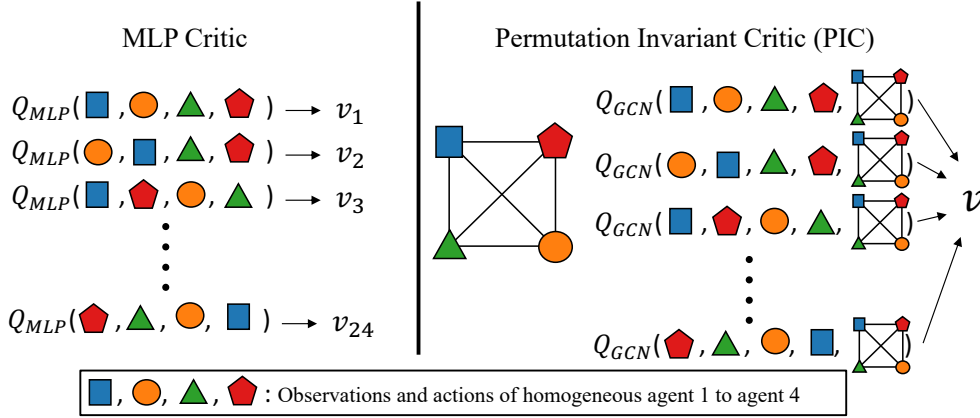 MLP Critic
Q_MLP( , , , ) → v_1
Q_MLP( , , , ) → v_2
Q_MLP( , , , ) → v_3
Q_MLP( , , , ) → v_24
Permutation Invariant Critic (PIC)
Q_GCN( , , , , )
Q_GCN( , , , , )
Q_GCN( , , , , )
Q_GCN( , , , , )
v
, , , : Observations and actions of homogeneous agent 1 to agent 4